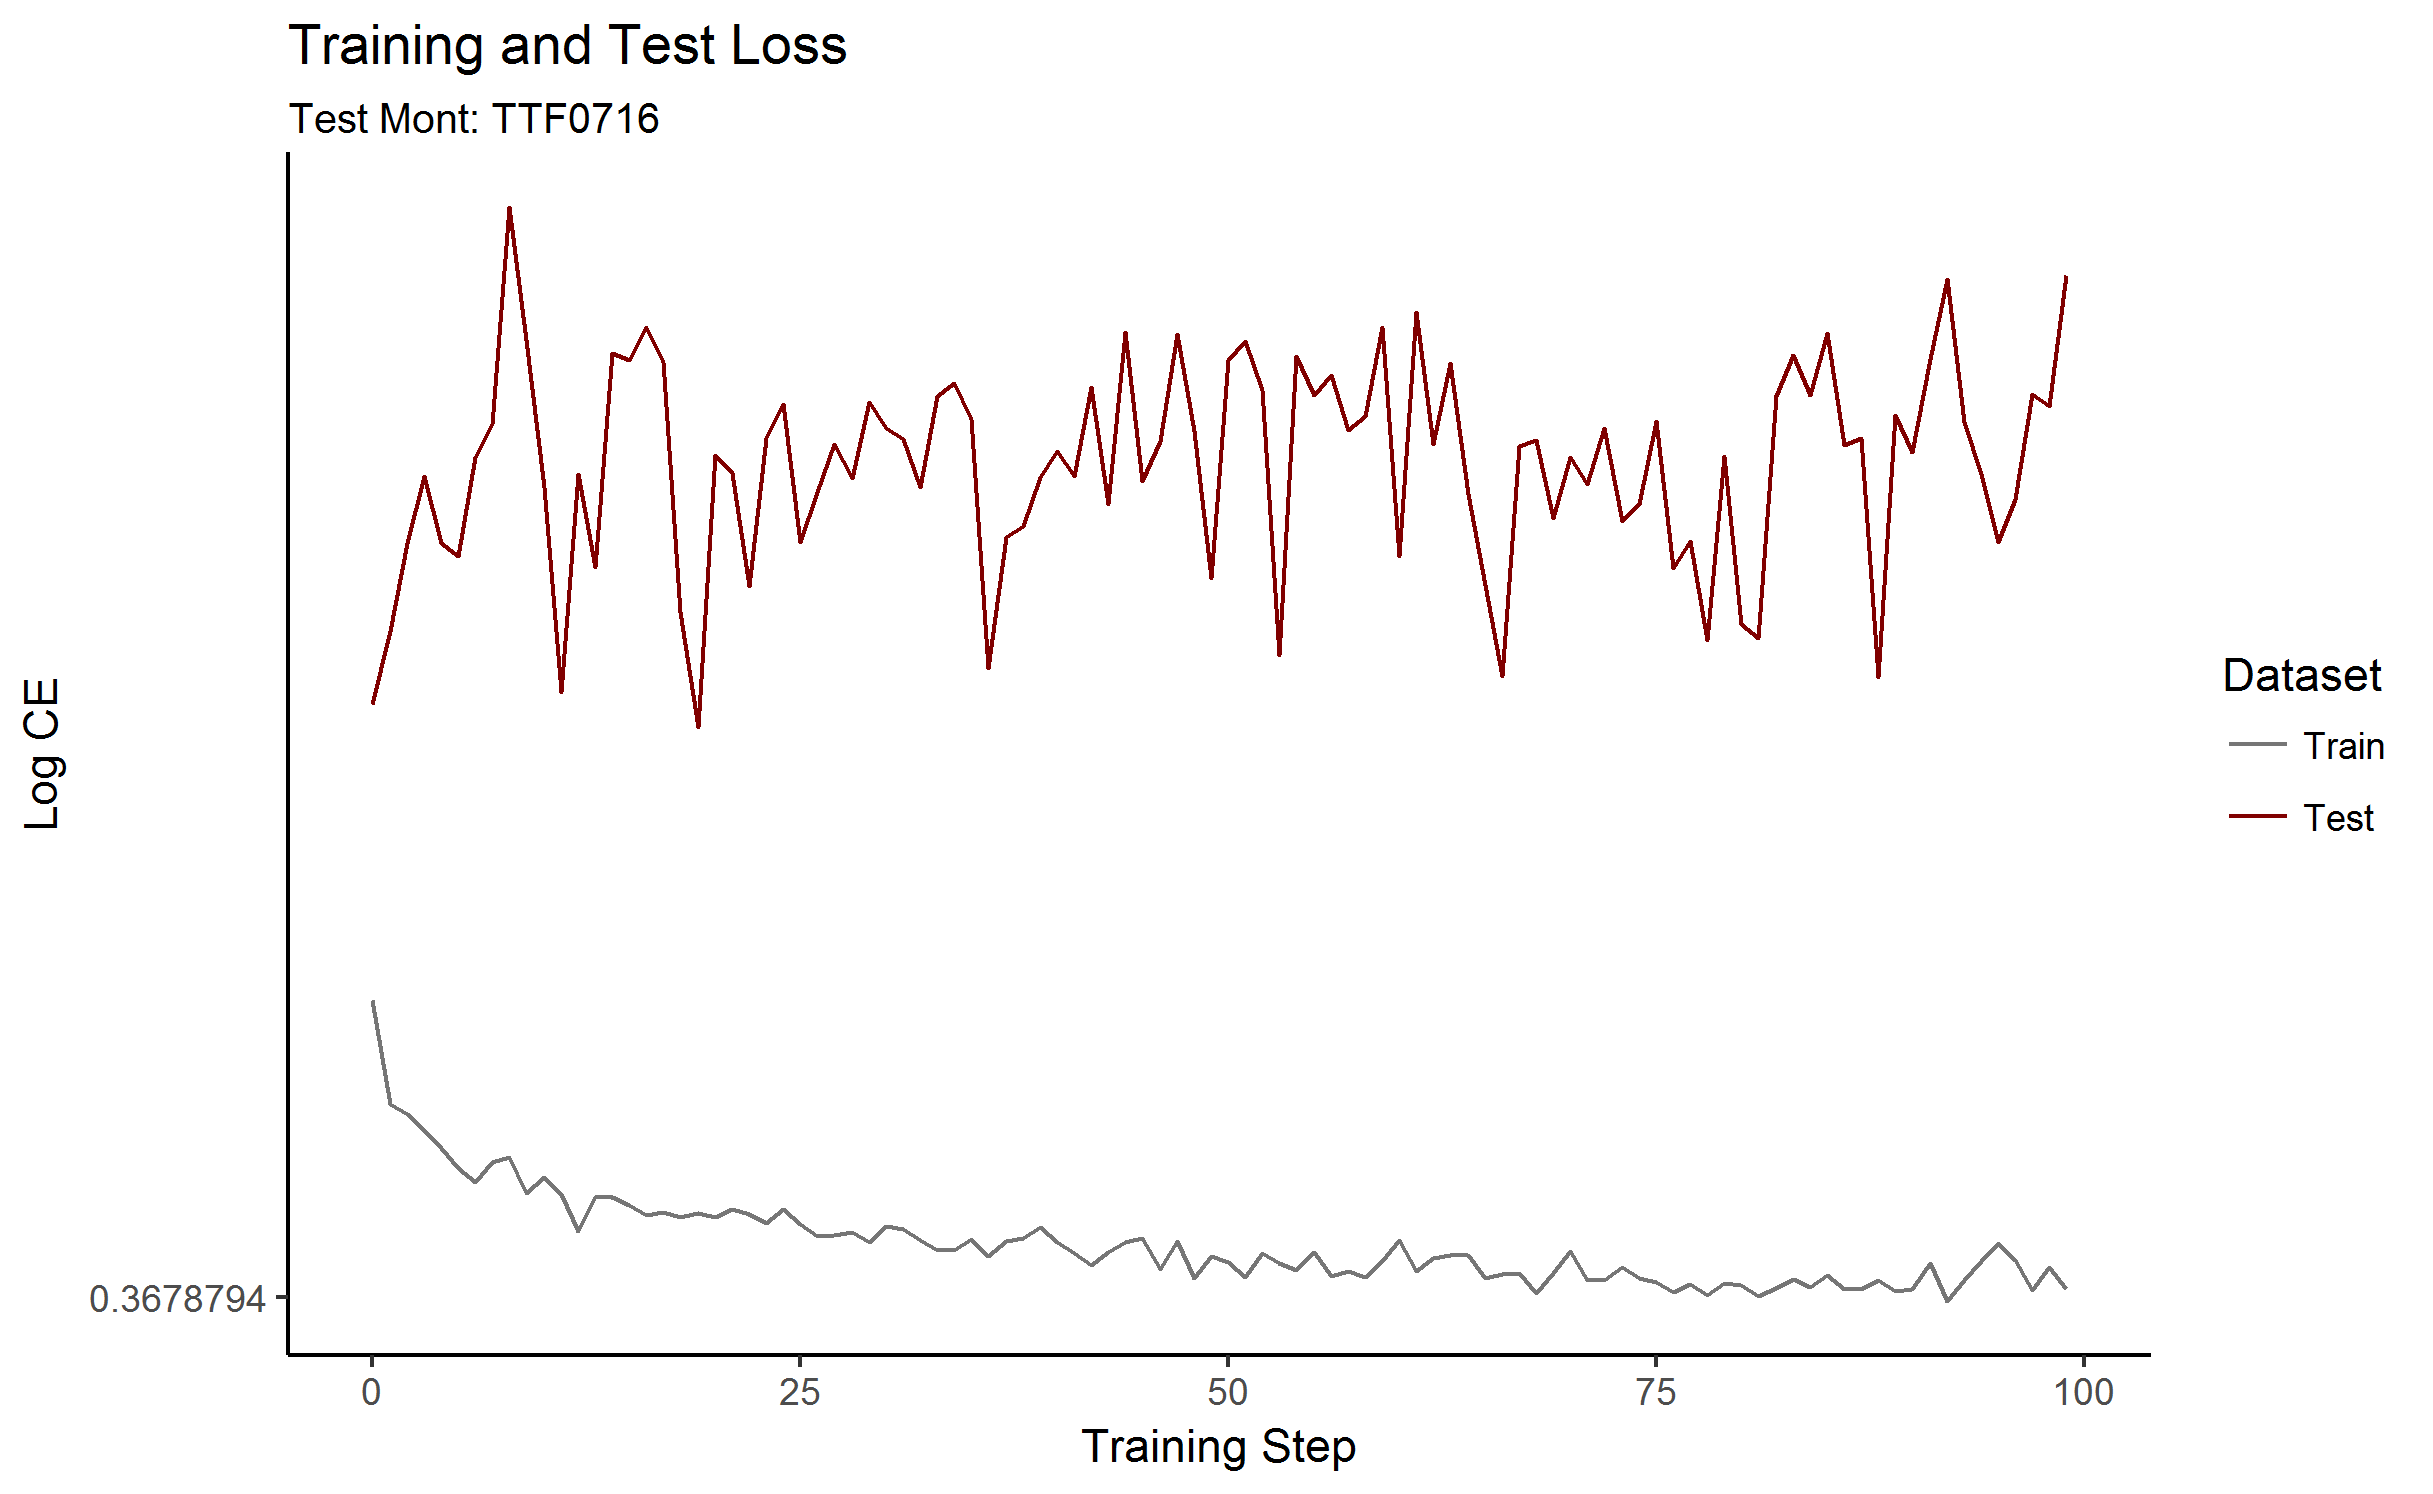 Training and Test Loss
Test Mont: TTF0716
Log CE
0.3678794
0 25 50 75 100
Training Step
Dataset
Train
Test